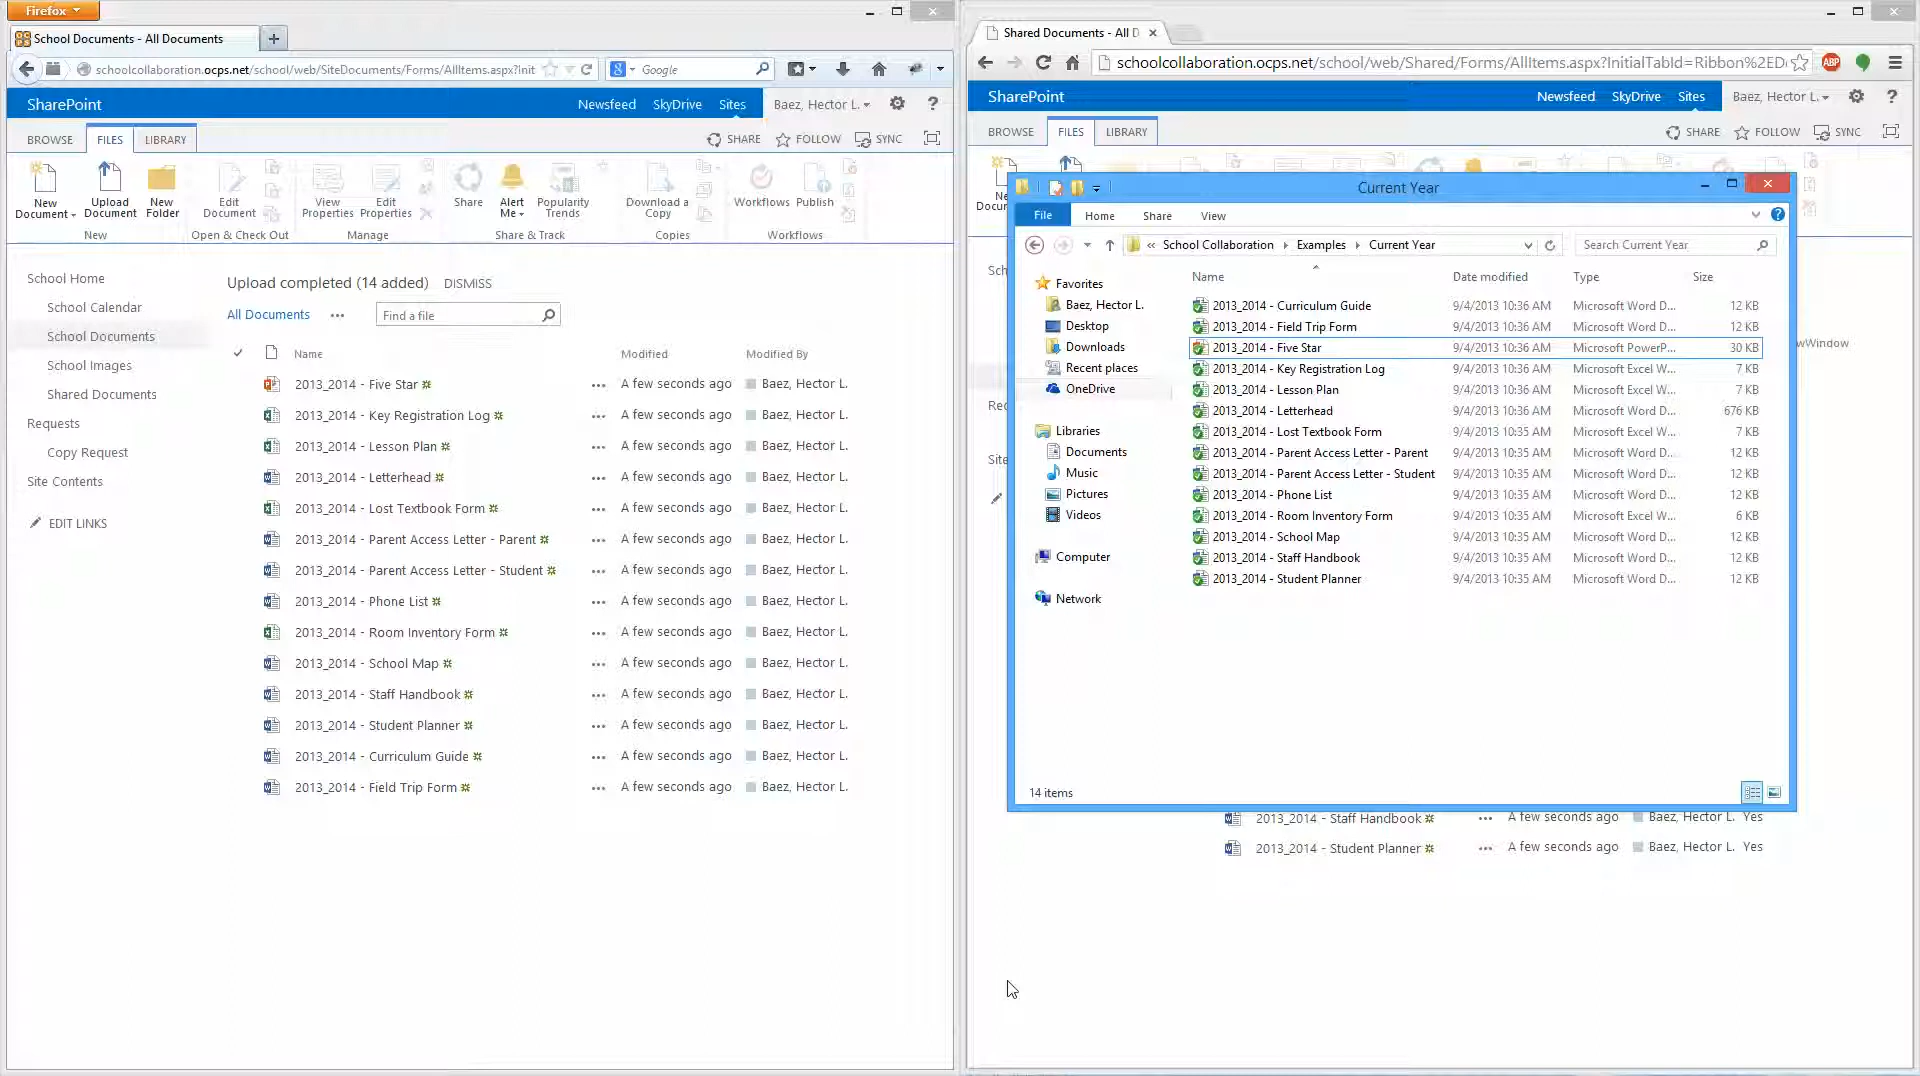 Firefox
School Documents - All Documents
schoolcollaboration.ocps.net/school/web/SiteDocuments/Forms/AllItems.aspx?Init
Google
SharePoint
Newsfeed SkyDrive Sites Baez, Hector L. ?
BROWSE FILES LIBRARY SHARE FOLLOW SYNC
New Document
Upload Document
New Folder
Edit Document
View Properties
Edit Properties
Share
Alert Me
Popularity Trends
Download a Copy
Workflows
Publish
New
Open & Check Out
Manage
Share & Track
Copies
Workflows
School Home
School Calendar
School Documents
School Images
Shared Documents
Requests
Copy Request
Site Contents
EDIT LINKS
Upload completed (14 added) DISMISS
All Documents ••• Find a file
Name Modified Modified By
2013_2014 - Five Star ••• A few seconds ago Baez, Hector L.
2013_2014 - Key Registration Log ••• A few seconds ago Baez, Hector L.
2013_2014 - Lesson Plan ••• A few seconds ago Baez, Hector L.
2013_2014 - Letterhead ••• A few seconds ago Baez, Hector L.
2013_2014 - Lost Textbook Form ••• A few seconds ago Baez, Hector L.
2013_2014 - Parent Access Letter - Parent ••• A few seconds ago Baez, Hector L.
2013_2014 - Parent Access Letter - Student ••• A few seconds ago Baez, Hector L.
2013_2014 - Phone List ••• A few seconds ago Baez, Hector L.
2013_2014 - Room Inventory Form ••• A few seconds ago Baez, Hector L.
2013_2014 - School Map ••• A few seconds ago Baez, Hector L.
2013_2014 - Staff Handbook ••• A few seconds ago Baez, Hector L.
2013_2014 - Student Planner ••• A few seconds ago Baez, Hector L.
2013_2014 - Curriculum Guide ••• A few seconds ago Baez, Hector L.
2013_2014 - Field Trip Form ••• A few seconds ago Baez, Hector L.
Shared Documents - All D
schoolcollaboration.ocps.net/school/web/Shared/Forms/AllItems.aspx?InitialTabId=Ribbon%2EDo
ABP
SharePoint
Newsfeed SkyDrive Sites Baez, Hector L. ?
BROWSE FILES LIBRARY SHARE FOLLOW SYNC
Current Year
File Home Share View
« School Collaboration Examples Current Year
Search Current Year
Favorites
Baez, Hector L.
Desktop
Downloads
Recent places
OneDrive
Libraries
Documents
Music
Pictures
Videos
Computer
Network
Name Date modified Type Size
2013_2014 - Curriculum Guide 9/4/2013 10:36 AM Microsoft Word D... 12 KB
2013_2014 - Field Trip Form 9/4/2013 10:36 AM Microsoft Word D... 12 KB
2013_2014 - Five Star 9/4/2013 10:36 AM Microsoft PowerP... 30 KB
2013_2014 - Key Registration Log 9/4/2013 10:36 AM Microsoft Excel W... 7 KB
2013_2014 - Lesson Plan 9/4/2013 10:36 AM Microsoft Excel W... 7 KB
2013_2014 - Letterhead 9/4/2013 10:36 AM Microsoft Word D... 676 KB
2013_2014 - Lost Textbook Form 9/4/2013 10:35 AM Microsoft Excel W... 7 KB
2013_2014 - Parent Access Letter - Parent 9/4/2013 10:35 AM Microsoft Word D... 12 KB
2013_2014 - Parent Access Letter - Student 9/4/2013 10:35 AM Microsoft Word D... 12 KB
2013_2014 - Phone List 9/4/2013 10:35 AM Microsoft Word D... 12 KB
2013_2014 - Room Inventory Form 9/4/2013 10:35 AM Microsoft Excel W... 6 KB
2013_2014 - School Map 9/4/2013 10:35 AM Microsoft Word D... 12 KB
2013_2014 - Staff Handbook 9/4/2013 10:35 AM Microsoft Word D... 12 KB
2013_2014 - Student Planner 9/4/2013 10:35 AM Microsoft Word D... 12 KB
14 items
2013_2014 - Staff Handbook ••• A few seconds ago Baez, Hector L. Yes
2013_2014 - Student Planner ••• A few seconds ago Baez, Hector L. Yes